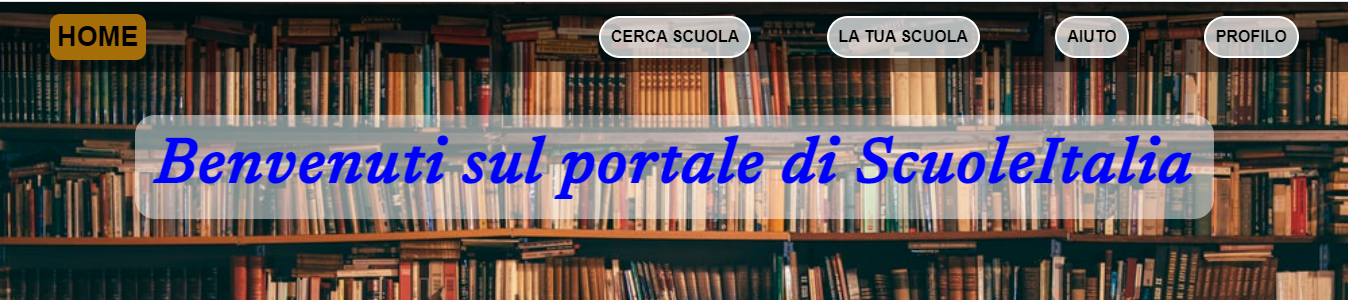 HOME CERCA SCUOLA LA TUA SCUOLA AIUTO PROFILO
Benvenuti sul portale di ScuoleItalia